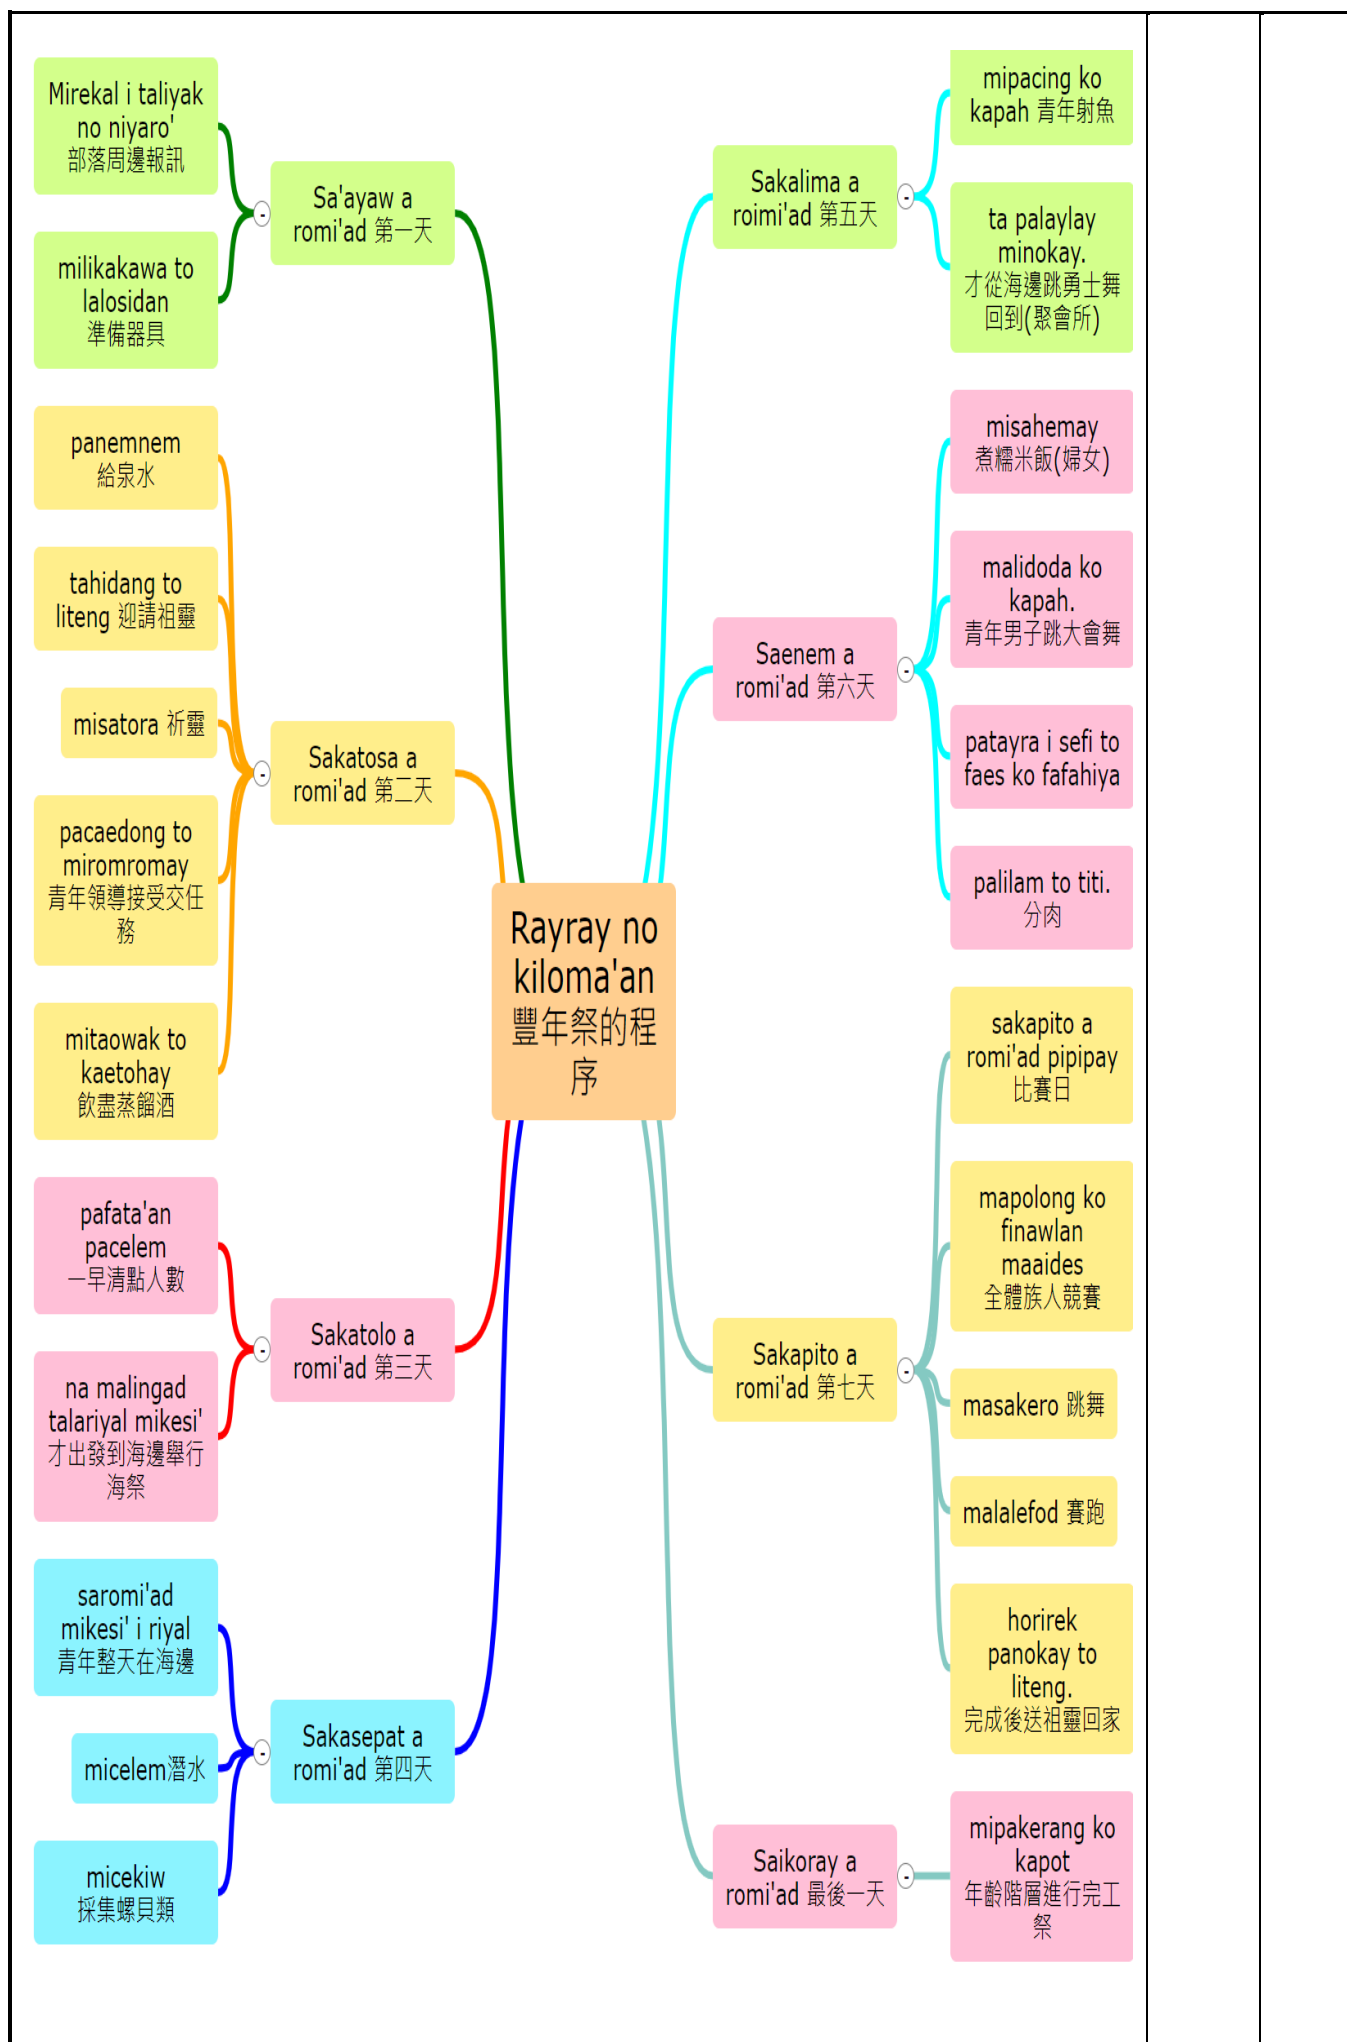 Rayray no
kiloma'an
豐年祭的程
序
Sa'ayaw a
romi'ad 第一天
Mirekal i taliyak
no niyaro'
部落周邊報訊
milikakawa to
lalosidan
準備器具
Sakatosa a
romi'ad 第二天
panemnem
給泉水
tahidang to
liteng 迎請祖靈
misatora 祈靈
pacaedong to
miromromay
青年領導接受交任
務
mitaowak to
kaetohay
飲盡蒸餾酒
Sakatolo a
romi'ad 第三天
pafata'an
pacelem
一早清點人數
na malingad
talariyal mikesi'
才出發到海邊舉行
海祭
Sakasepat a
romi'ad 第四天
saromi'ad
mikesi' i riyal
青年整天在海邊
micelem潛水
micekiw
採集螺貝類
Sakalima a
roimi'ad 第五天
mipacing ko
kapah 青年射魚
ta palaylay
minokay.
才從海邊跳勇士舞
回到(聚會所)
Saenem a
romi'ad 第六天
misahemay
煮糯米飯(婦女)
malidoda ko
kapah.
青年男子跳大會舞
patayra i sefi to
faes ko fafahiya
palilam to titi.
分肉
Sakapito a
romi'ad 第七天
sakapito a
romi'ad pipipay
比賽日
mapolong ko
finawlan
maaides
全體族人競賽
masakero 跳舞
malalefod 賽跑
horirek
panokay to
liteng.
完成後送祖靈回家
Saikoray a
romi'ad 最後一天
mipakerang ko
kapot
年齡階層進行完工
祭